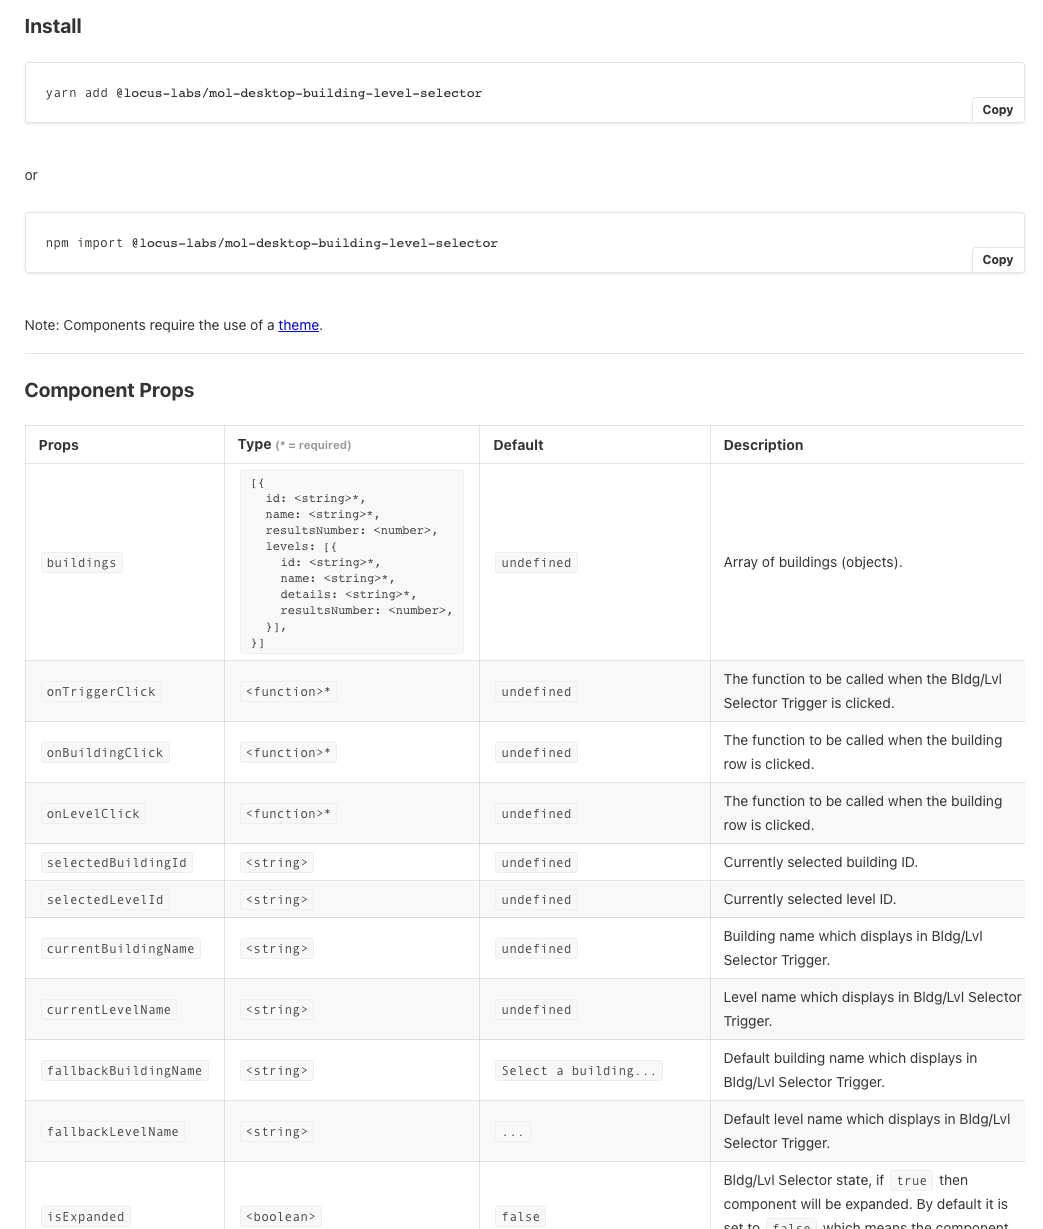 Install
yarn add @locus-labs/mol-desktop-building-level-selector
Copy
or
npm import @locus-labs/mol-desktop-building-level-selector
Copy
Note: Components require the use of a theme.
Component Props
Props Type (* = required) Default Description
[{
id: <string>*,
name: <string>*,
resultsNumber: <number>,
levels: [{
buildings id: <string>*, undefined Array of buildings (objects).
name: <string>*,
details: <string>*,
resultsNumber: <number>,
}],
}]
onTriggerClick <function>* undefined The function to be called when the Bldg/Lvl
Selector Trigger is clicked.
onBuildingClick <function>* undefined The function to be called when the building
row is clicked.
onLevelClick <function>* undefined The function to be called when the building
row is clicked.
selectedBuildingId <string> undefined Currently selected building ID.
selectedLevelId <string> undefined Currently selected level ID.
currentBuildingName <string> undefined Building name which displays in Bldg/Lvl
Selector Trigger.
currentLevelName <string> undefined Level name which displays in Bldg/Lvl Selector
Trigger.
fallbackBuildingName <string> Select a building... Default building name which displays in
Bldg/Lvl Selector Trigger.
fallbackLevelName <string> ... Default level name which displays in Bldg/Lvl
Selector Trigger.
Bldg/Lvl Selector state, if true then
isExpanded <boolean> false component will be expanded. By default it is
set to false which means the component